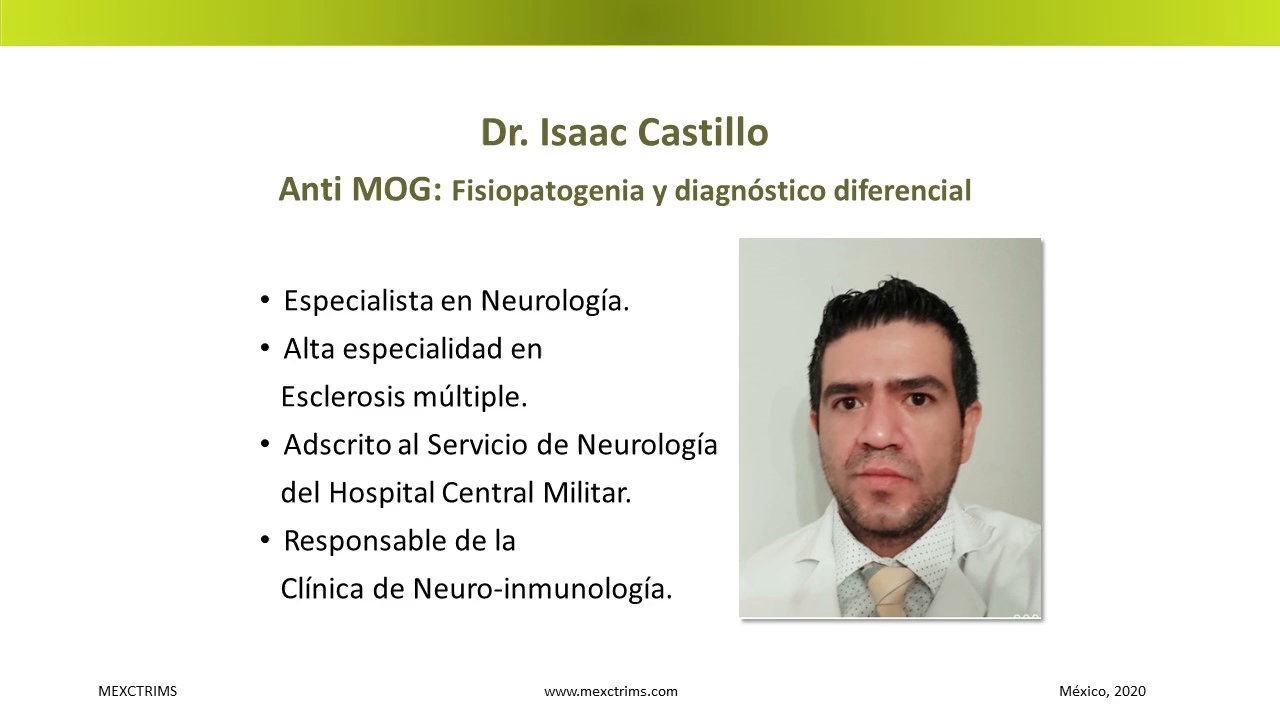 Dr. Isaac Castillo
Anti MOG: Fisiopatogenia y diagnóstico diferencial
• Especialista en Neurología.
• Alta especialidad en
Esclerosis múltiple.
• Adscrito al Servicio de Neurología
del Hospital Central Militar.
• Responsable de la
Clínica de Neuro-inmunología.
MEXCTRIMS
www.mexctrims.com
México, 2020